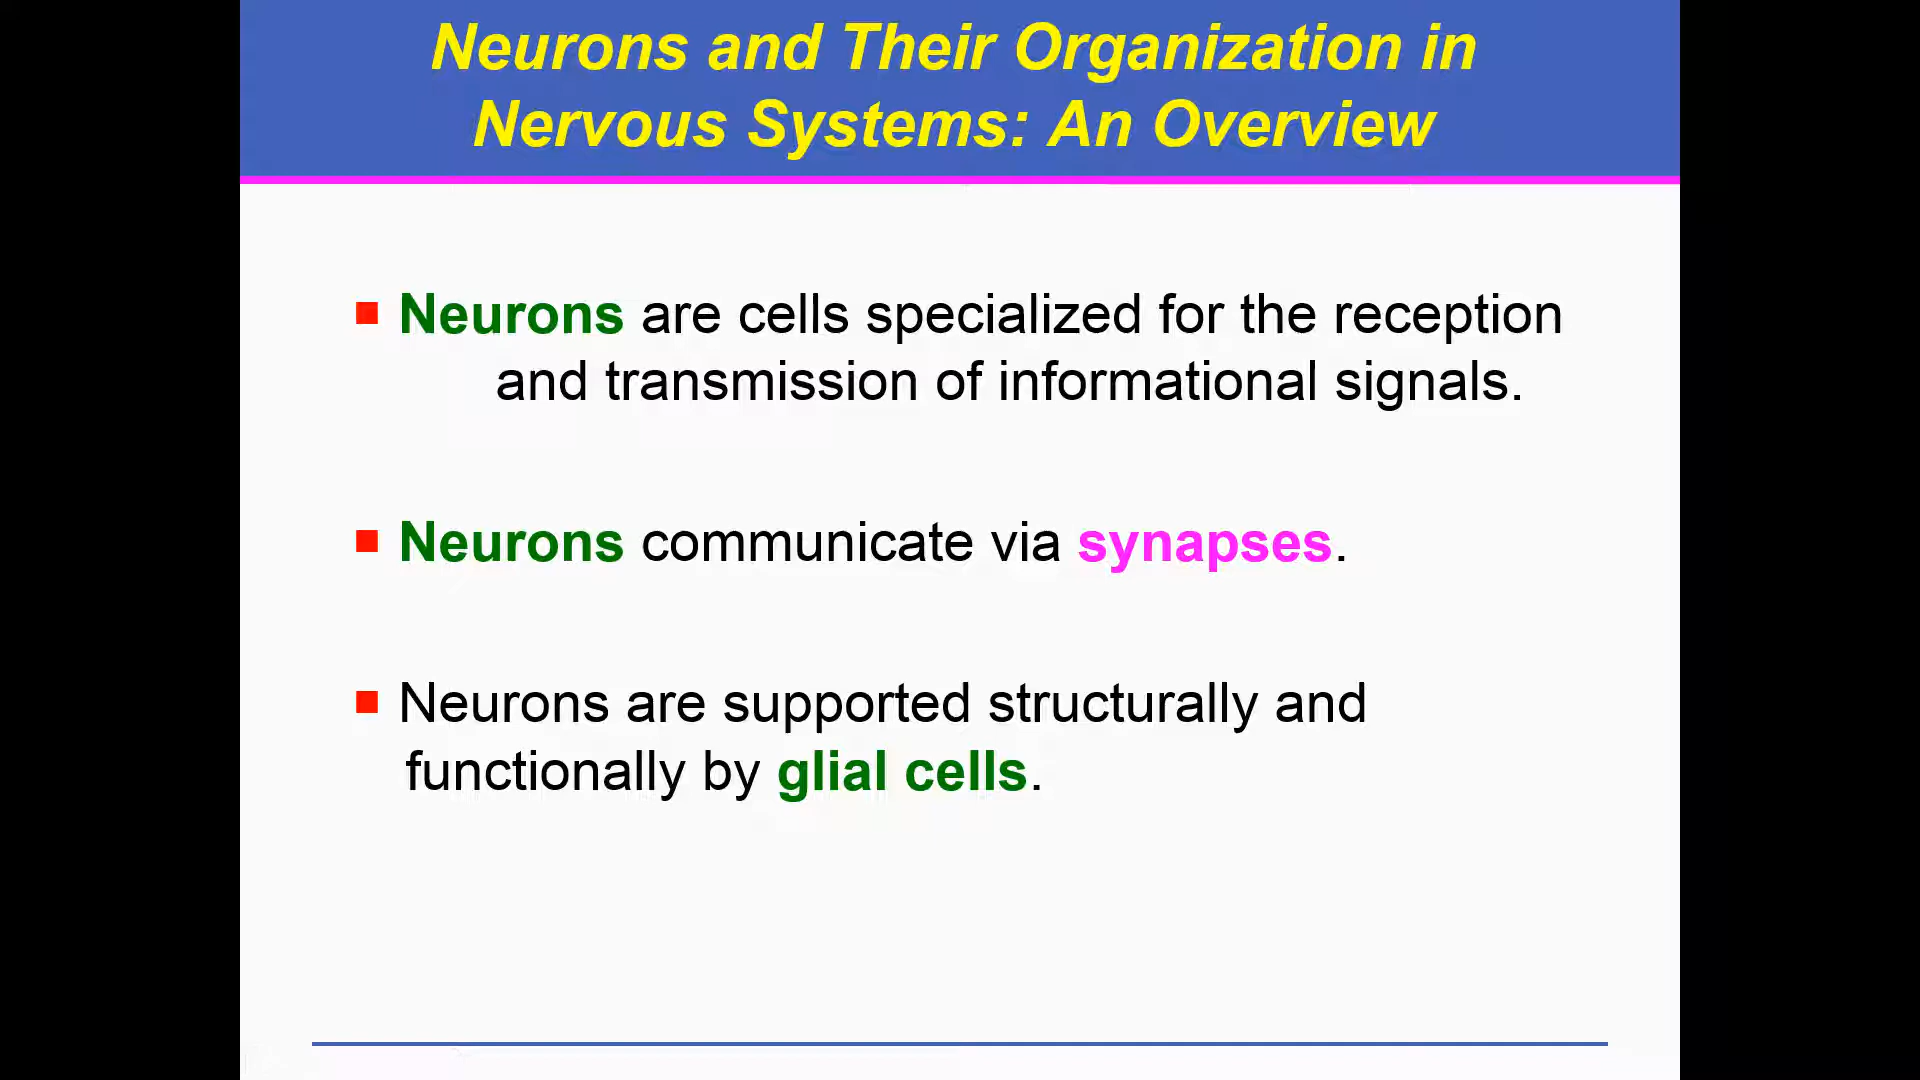 Neurons and Their Organization in
Nervous Systems: An Overview
Neurons are cells specialized for the reception
and transmission of informational signals.
Neurons communicate via synapses.
Neurons are supported structurally and
functionally by glial cells.